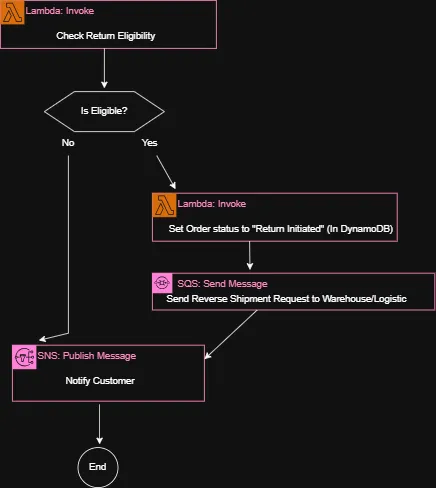 Lambda: Invoke
Check Return Eligibility
Is Eligible?
No
Yes
Lambda: Invoke
Set Order status to "Return Initiated" (In DynamoDB)
SQS: Send Message
Send Reverse Shipment Request to Warehouse/Logistic
SNS: Publish Message
Notify Customer
End